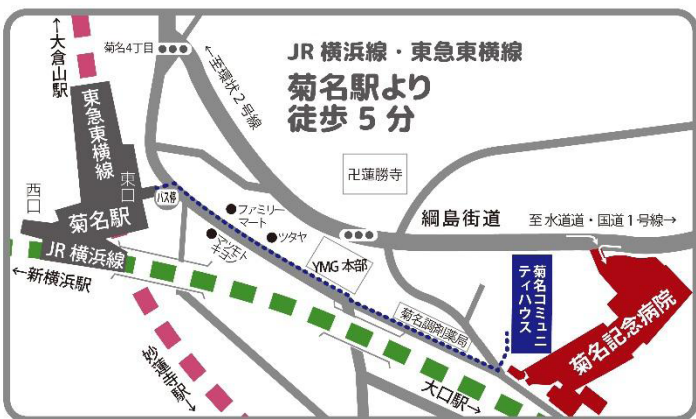 JR 横浜線・東急東横線
菊名駅より
徒歩 5 分
←大倉山駅
菊名4丁目
←至環状2号線
東急東横線
東口
西口
菊名駅
JR 横浜線
←新横浜駅
バス停
ファミリー
マート
ツタヤ
マツモト
キヨシ
卍蓮勝寺
綱島街道
至水道道・国道1号線→
YMG 本部
菊名調剤薬局
菊名コミュニ
ティハウス
菊名記念病院
妙蓮寺駅→
大口駅→